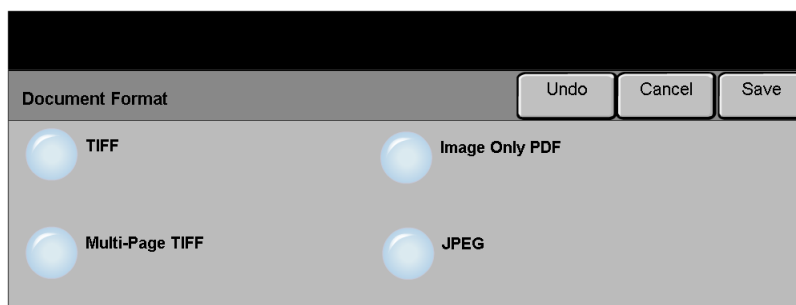 Document Format
Undo
Cancel
Save
TIFF
Image Only PDF
Multi-Page TIFF
JPEG